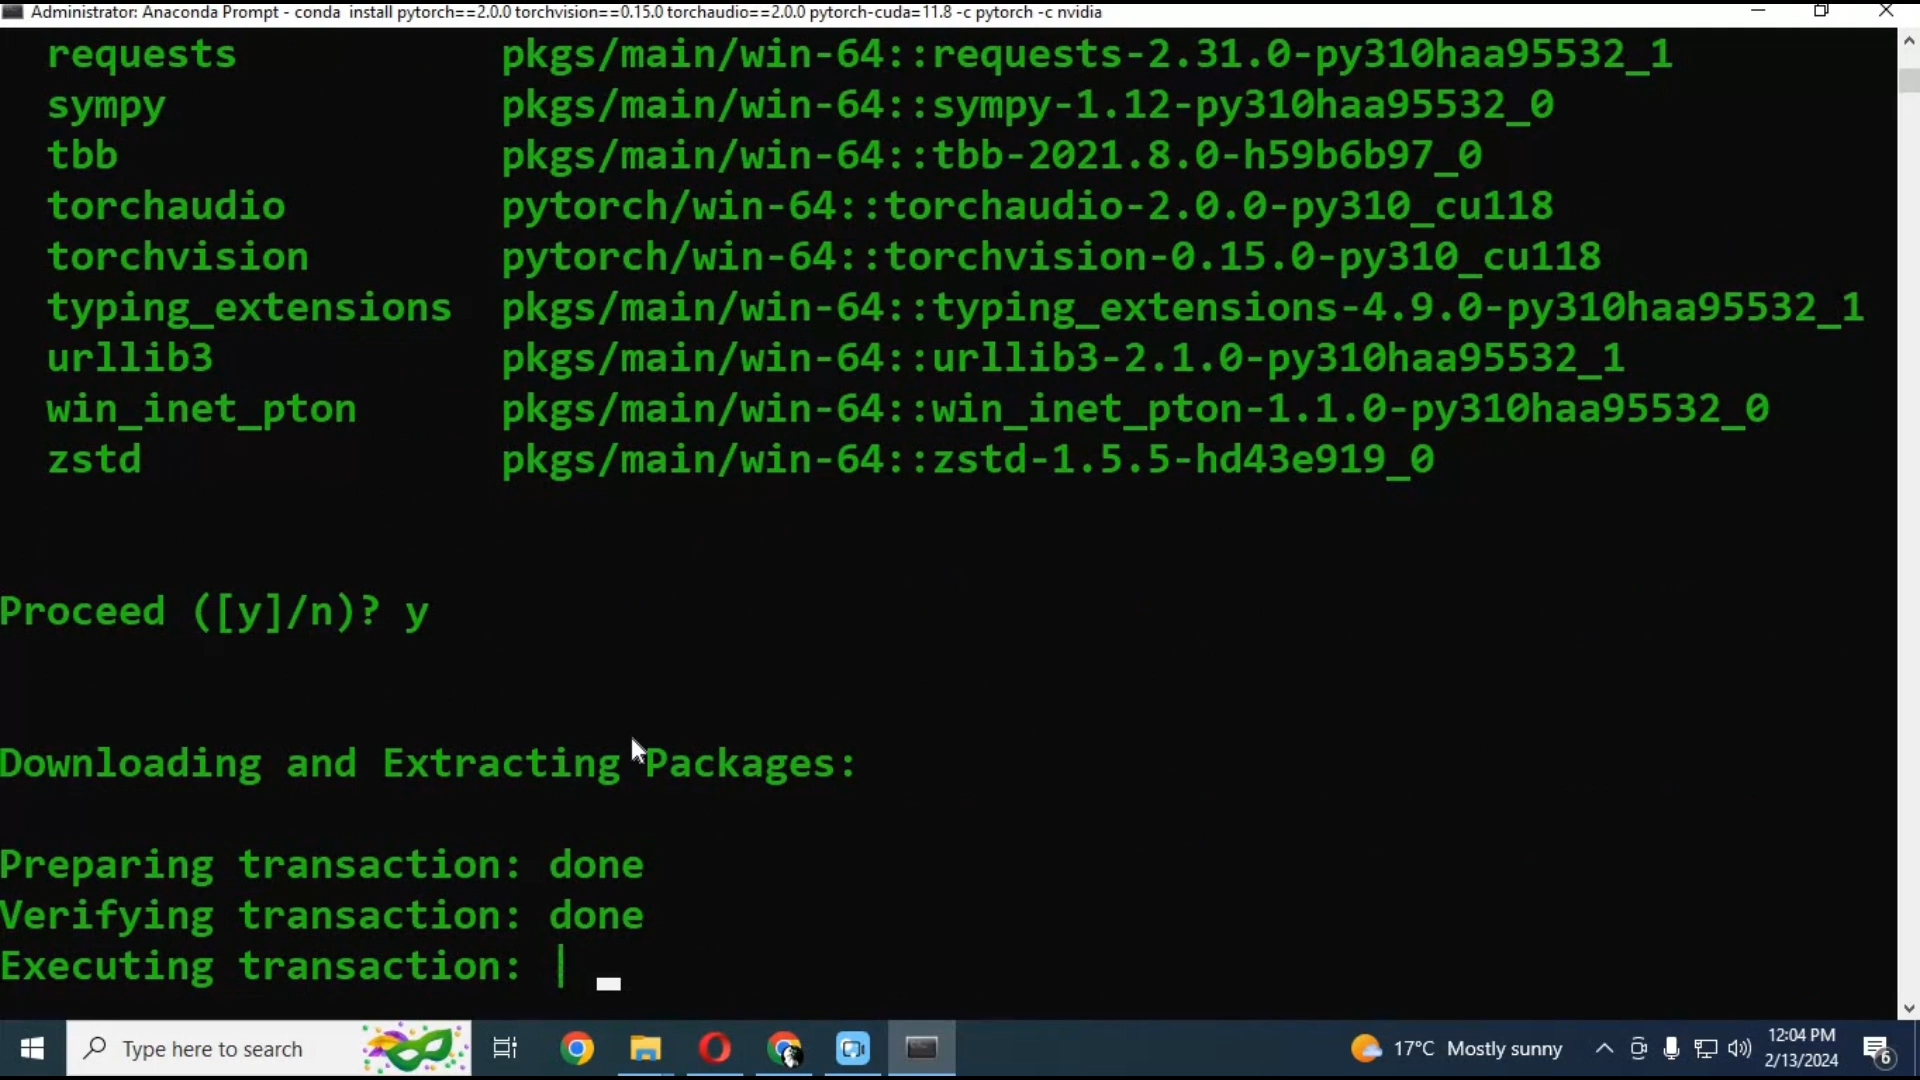 Administrator: Anaconda Prompt - conda  install pytorch==2.0.0 torchvision==0.15.0 torchaudio==2.0.0 pytorch-cuda=11.8 -c pytorch -c nvidia
requests pkgs/main/win-64::requests-2.31.0-py310haa95532_1
sympy pkgs/main/win-64::sympy-1.12-py310haa95532_0
tbb pkgs/main/win-64::tbb-2021.8.0-h59b6b97_0
torchaudio pytorch/win-64::torchaudio-2.0.0-py310_cu118
torchvision pytorch/win-64::torchvision-0.15.0-py310_cu118
typing_extensions pkgs/main/win-64::typing_extensions-4.9.0-py310haa95532_1
urllib3 pkgs/main/win-64::urllib3-2.1.0-py310haa95532_1
win_inet_pton pkgs/main/win-64::win_inet_pton-1.1.0-py310haa95532_0
zstd pkgs/main/win-64::zstd-1.5.5-hd43e919_0
Proceed ([y]/n)? y
Downloading and Extracting Packages:
Preparing transaction: done
Verifying transaction: done
Executing transaction: |
Type here to search
17°C Mostly sunny
12:04 PM
2/13/2024
6